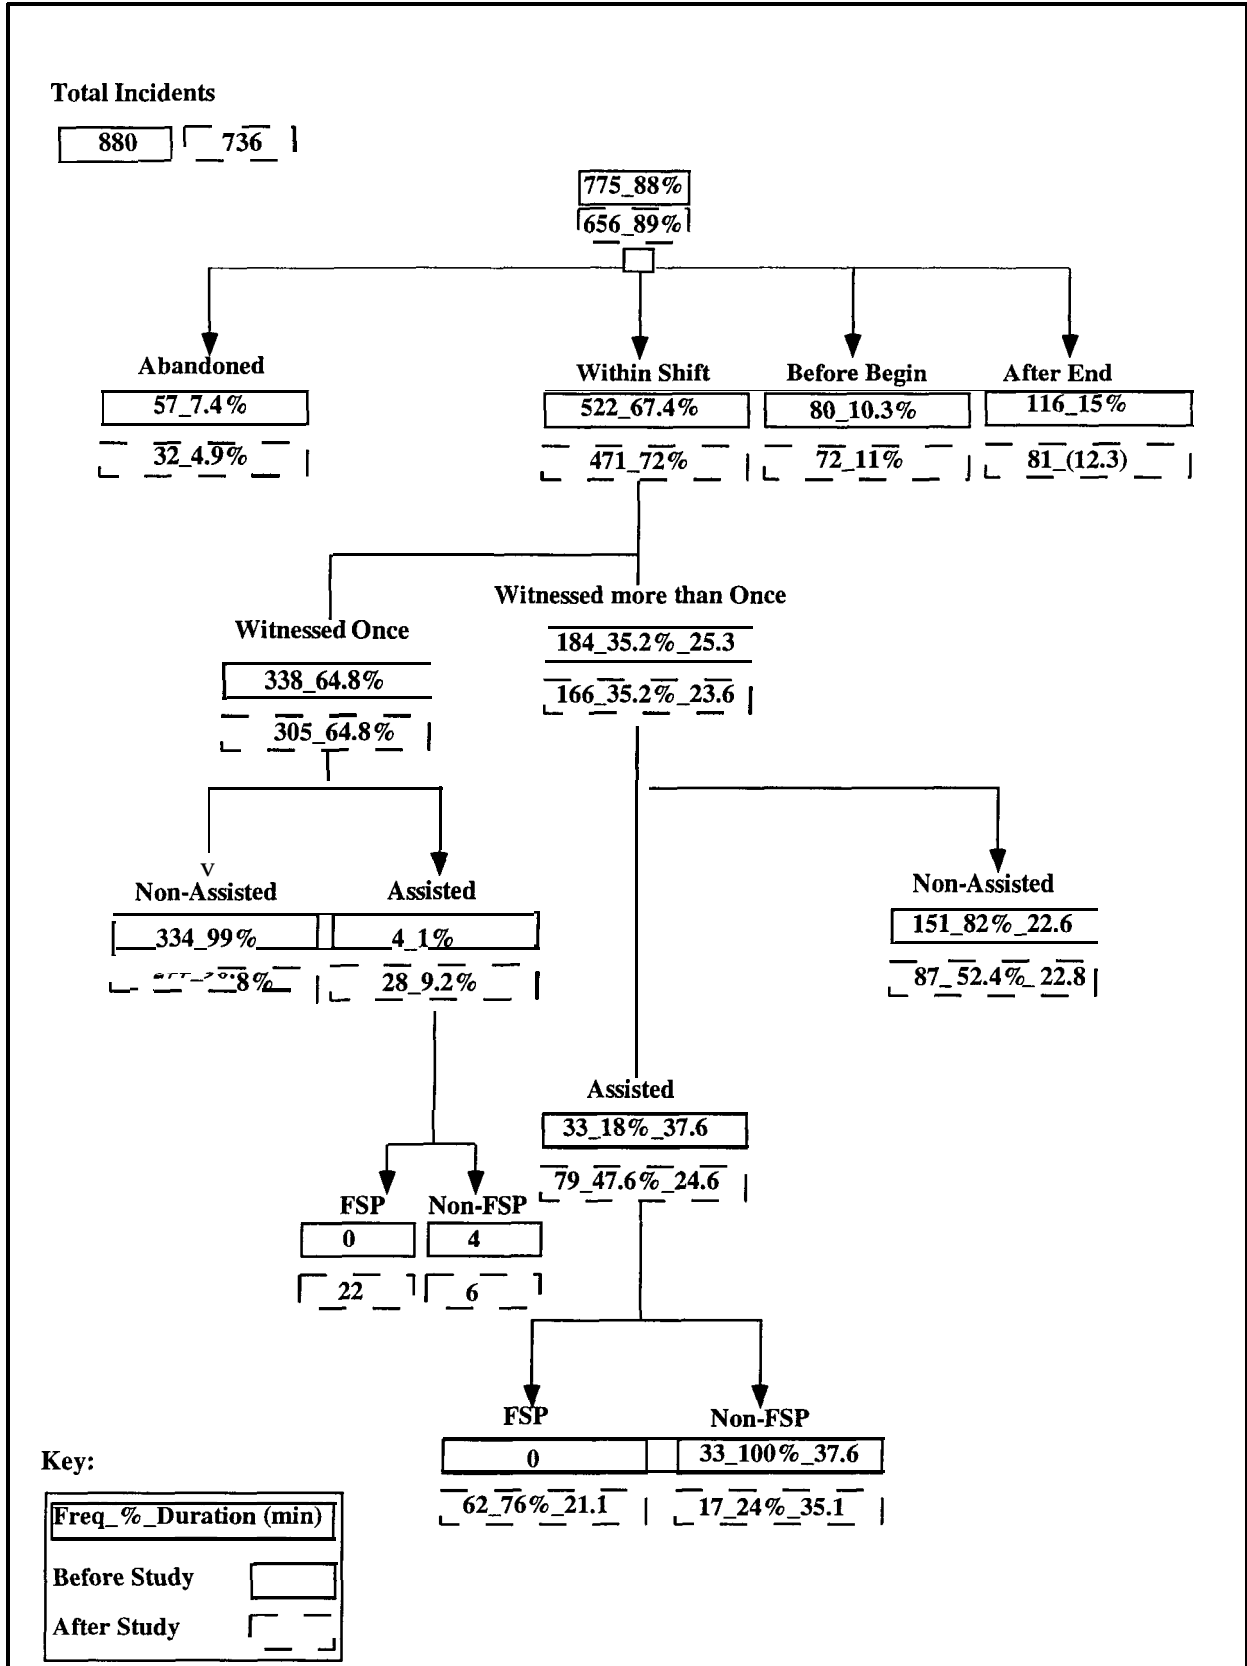 Total Incidents
880 736
775_88%
656_89%
Abandoned
57_7.4%
32_4.9%
Within Shift Before Begin After End
522_67.4% 80_10.3% 116_15%
471_72% 72_11% 81_(12.3)
Witnessed more than Once
184_35.2%_25.3
166_35.2%_23.6
Witnessed Once
338_64.8%
305_64.8%
Non-Assisted Assisted
334_99% 4_1%
8% 28_9.2%
Non-Assisted
151_82%_22.6
87_52.4%_22.8
Assisted
33_18%_37.6
79_47.6%_24.6
FSP Non-FSP
0 4
22 6
FSP Non-FSP
0 33_100%_37.6
62_76%_21.1 17_24%_35.1
Key:
Freq_%_Duration (min)
Before Study
After Study